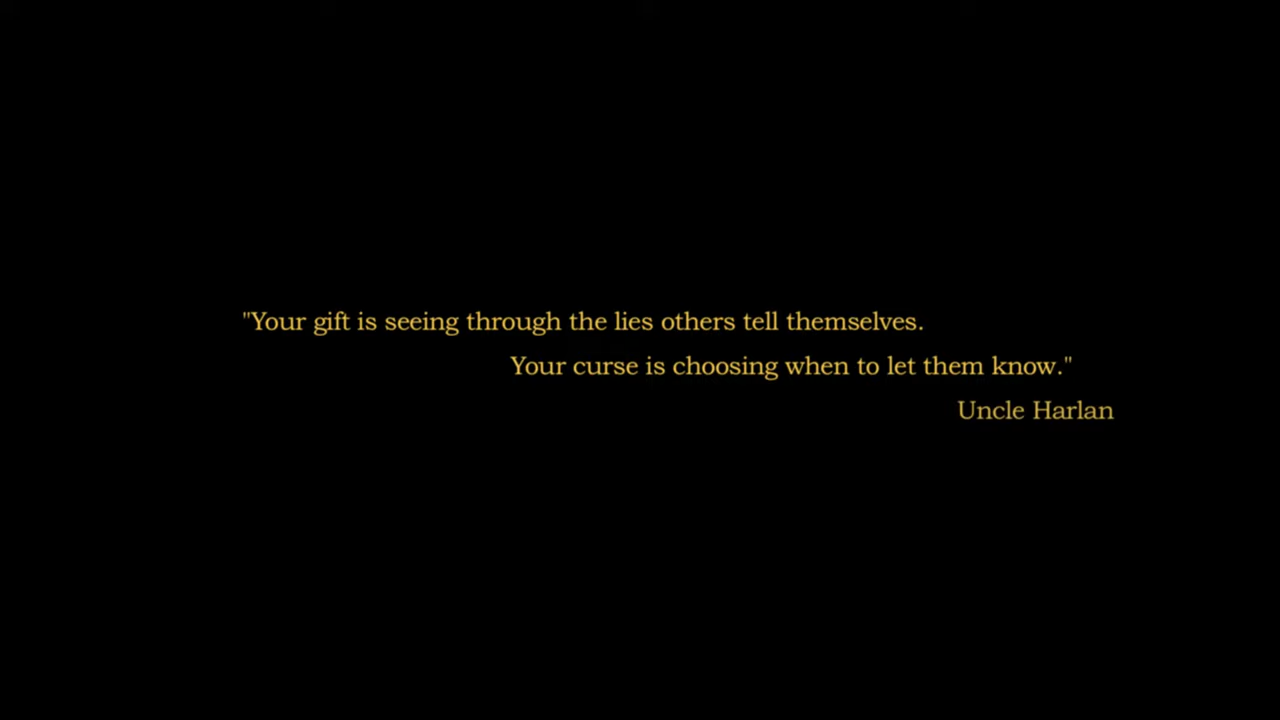 "Your gift is seeing through the lies others tell themselves.
Your curse is choosing when to let them know."
Uncle Harlan